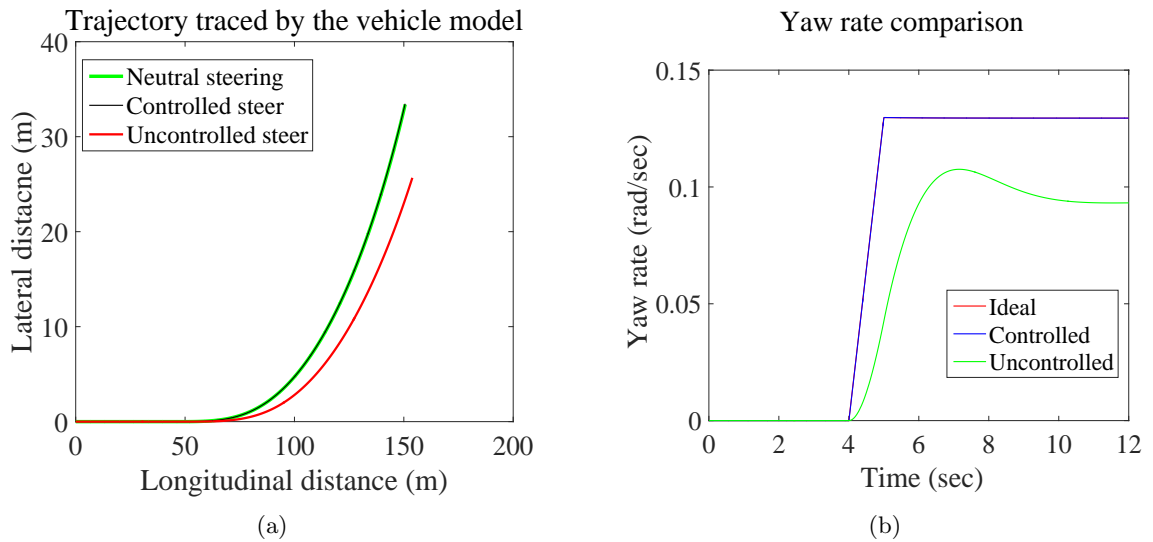 Trajectory traced by the vehicle model
40
30
20
10
0
Lateral distacne (m)
Neutral steering
Controlled steer
Uncontrolled steer
0 50 100 150 200
Longitudinal distance (m)
(a)
Yaw rate comparison
0.15
0.1
0.05
0
Yaw rate (rad/sec)
Ideal
Controlled
Uncontrolled
0 2 4 6 8 10 12
Time (sec)
(b)